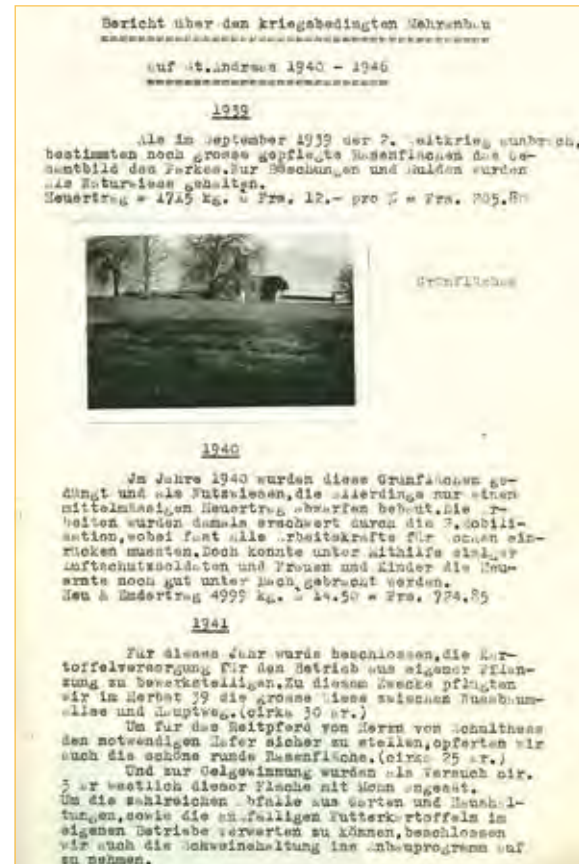 Bericht über den kriegsbedingten Mehranbau
auf St.Andreas 1940 - 1946
1939
Als im September 1939 der 2. Weltkrieg ausbrach,
bestimmten noch grosse gepflegte Rasenflächen das Ge-
samtbild des Parkes.Nur Böschungen und Mulden wurden
als Naturwiese gehalten.
Heuertrag = 1715 kg. à Frs. 12.- pro % = Frs. 205.80
Grünflächen
1940
Jm Jahre 1940 wurden diese Grünflächen ge-
düngt und als Nutzwiesen,die allerdings nur einen
mittelmässigen Heuertrag abwarfen bebaut.Die Ar-
beiten wurden damals erschwert durch die 2.Mobili-
sation,wobei fast alle Arbeitskräfte für Wochen ein-
rücken mussten.Doch konnte unter Mithilfe einiger
Luftschutzsoldaten und Frauen und Kinder die Heu-
ernte noch gut unter Dach gebracht werden.
Heu & Emdertrag 4999 kg. à 14.50 = Frs. 724.85
1941
Für dieses Jahr wurde beschlossen,die Kar-
toffelversorgung für den Betrieb aus eigener Pflan-
zung zu bewerkstelligen.Zu diesem Zwecke pflügten
wir im Herbst 39 die grosse Wiese zwischen Nussbaum-
allee und Hauptweg.(cirka 30 ar.)
Um für das Reitpferd von Herrn von Schulthess
den notwendigen Hafer sicher zu stellen,opferten wir
auch die schöne runde Rasenfläche.(cirka 25 ar.)
Und zur Oelgewinnung wurden als Versuch cir.
5 ar westlich dieser Fläche mit Mohn angesät.
Um die zahlreichen Abfälle aus Garten und Haushal-
tungen,sowie die anfälligen Futterkartoffeln im
eigenen Betriebe verwerten zu können,beschlossen
wir auch die Schweinehaltung ins Anbauprogramm auf
zu nehmen.